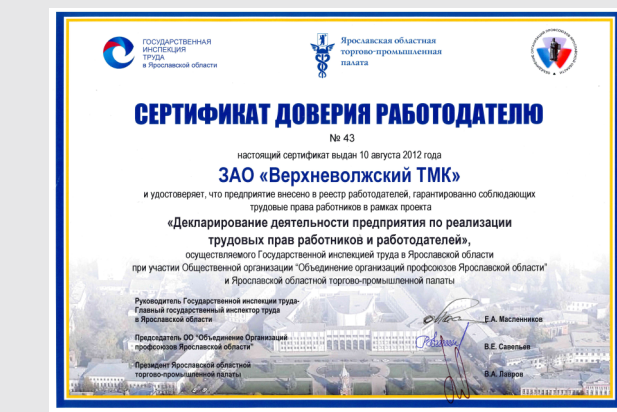 ГОСУДАРСТВЕННАЯ
ИНСПЕКЦИЯ
ТРУДА
в Ярославской области
Ярославская областная
торгово-промышленная
палата
СЕРТИФИКАТ ДОВЕРИЯ РАБОТОДАТЕЛЮ
№ 43
настоящий сертификат выдан 10 августа 2012 года
ЗАО «Верхневолжский ТМК»
и удостоверяет, что предприятие внесено в реестр работодателей, гарантированно соблюдающих
трудовые права работников в рамках проекта
«Декларирование деятельности предприятия по реализации
трудовых прав работников и работодателей»,
осуществляемого Государственной инспекцией труда в Ярославской области
при участии Общественной организации "Объединение организаций профсоюзов Ярославской области"
и Ярославской областной торгово-промышленной палаты
Руководитель Государственной инспекции труда-
Главный государственный инспектор труда
в Ярославской области
Е.А. Масленников
Председатель ОО "Объединение Организаций
профсоюзов Ярославской области"
В.Е. Савельев
Президент Ярославской областной
торгово-промышленной палаты
В.А. Лавров